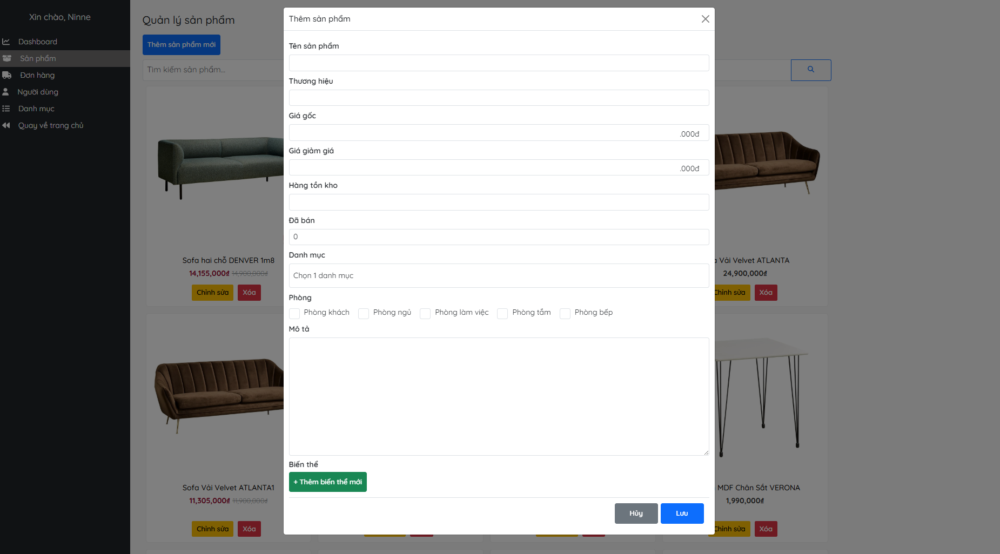 Xin chào, Ninne
Dashboard
Sản phẩm
Đơn hàng
Người dùng
Danh mục
Quay về trang chủ
Quản lý sản phẩm
Thêm sản phẩm mới
Tìm kiếm sản phẩm...
Sofa hai chỗ DENVER 1m8
14,155,000₫ 14,900,000₫
Chỉnh sửa Xóa
Vải Velvet ATLANTA
24,900,000₫
Chỉnh sửa Xóa
Sofa Vải Velvet ATLANTA1
11,305,000₫ 11,900,000₫
Chỉnh sửa Xóa
MDF Chân Sắt VERONA
1,990,000₫
Chỉnh sửa Xóa
Thêm sản phẩm
Tên sản phẩm
Thương hiệu
Giá gốc
.000đ
Giá giảm giá
.000đ
Hàng tồn kho
Đã bán
0
Danh mục
Chọn 1 danh mục
Phòng
Phòng khách Phòng ngủ Phòng làm việc Phòng tắm Phòng bếp
Mô tả
Biến thể
+ Thêm biến thể mới
Hủy Lưu